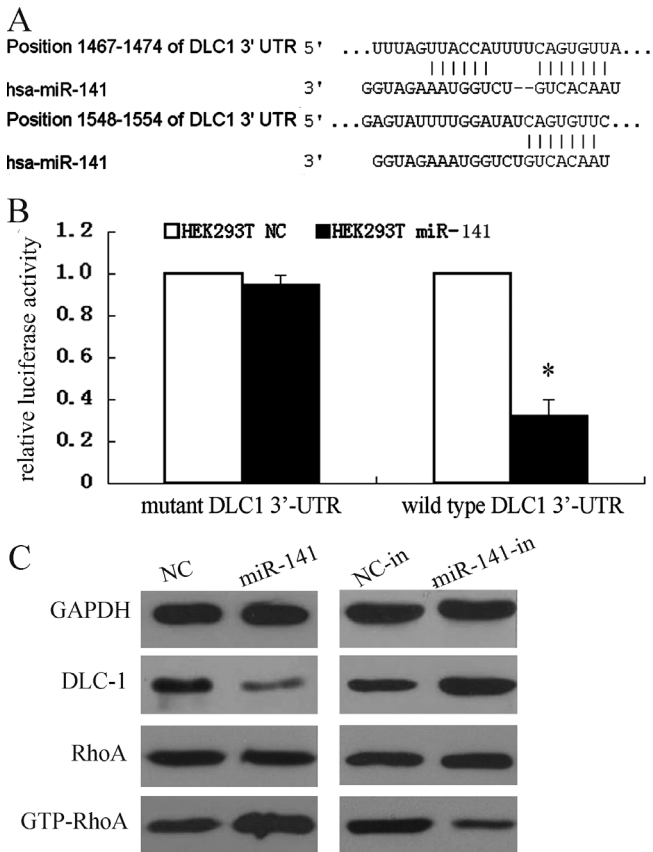 A
Position 1467-1474 of DLC1 3' UTR 5' ...UUUAGUUACCAUUUUCAGUGUUA...
hsa-miR-141 3' GGUAGAAAUGGUCU--GUCACAAU
Position 1548-1554 of DLC1 3' UTR 5' ...GAGUAUUUUGGAUAUCAGUGUUC...
hsa-miR-141 3' GGUAGAAAUGGUCUGUCACAAU
B
HEK293T NC HEK293T miR-141
relative luciferase activity
1.2
1.0
0.8
0.6
0.4
0.2
0
*
mutant DLC1 3'-UTR wild type DLC1 3'-UTR
C
NC miR-141 NC-in miR-141-in
GAPDH
DLC-1
RhoA
GTP-RhoA